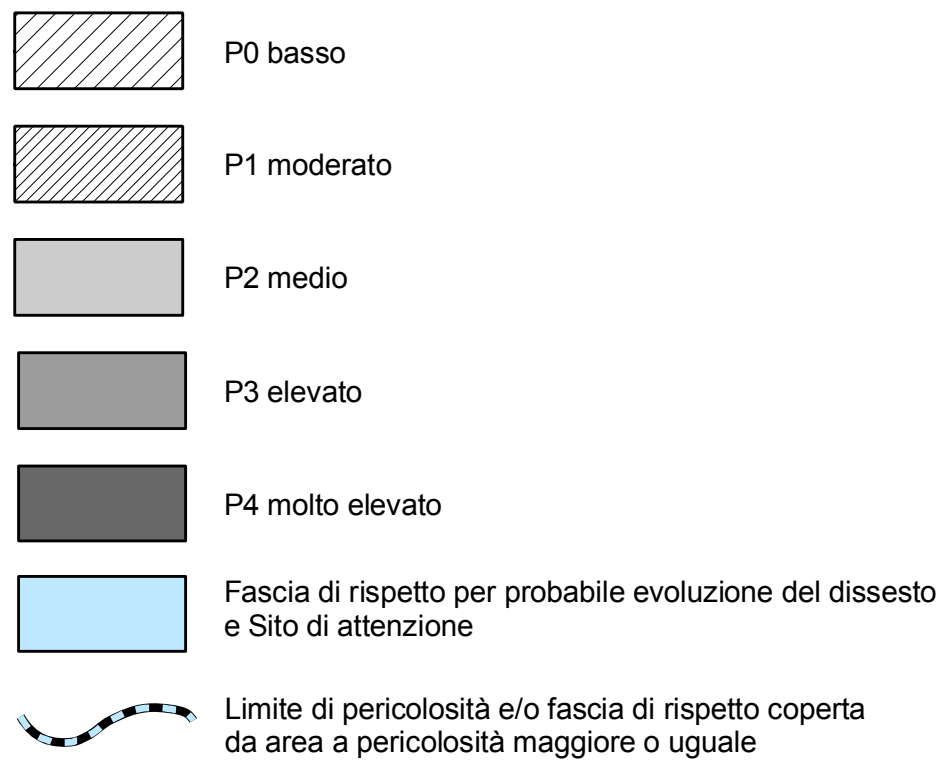 P0 basso
P1 moderato
P2 medio
P3 elevato
P4 molto elevato
Fascia di rispetto per probabile evoluzione del dissesto
e Sito di attenzione
Limite di pericolosità e/o fascia di rispetto coperta
da area a pericolosità maggiore o uguale